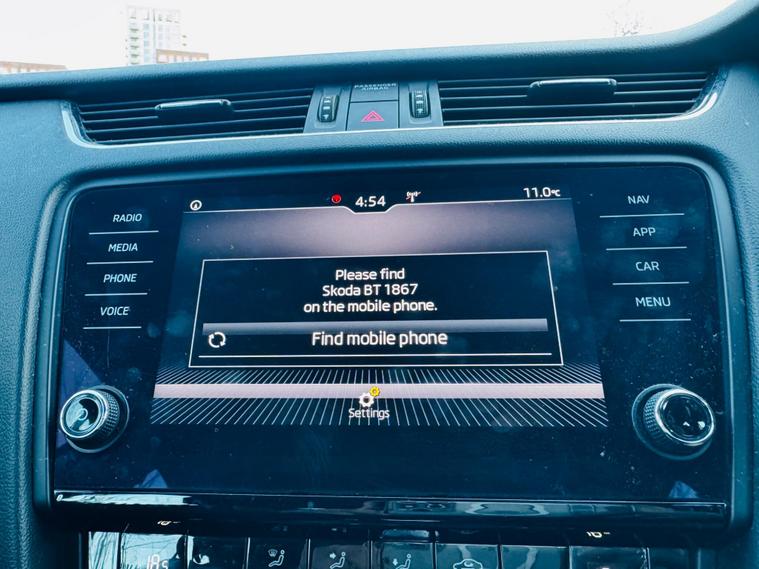 PASSENGER
AIRBAG
4:54
11.0°C
RADIO
MEDIA
PHONE
VOICE
Please find
Skoda BT 1867
on the mobile phone.
Find mobile phone
Settings
NAV
APP
CAR
MENU